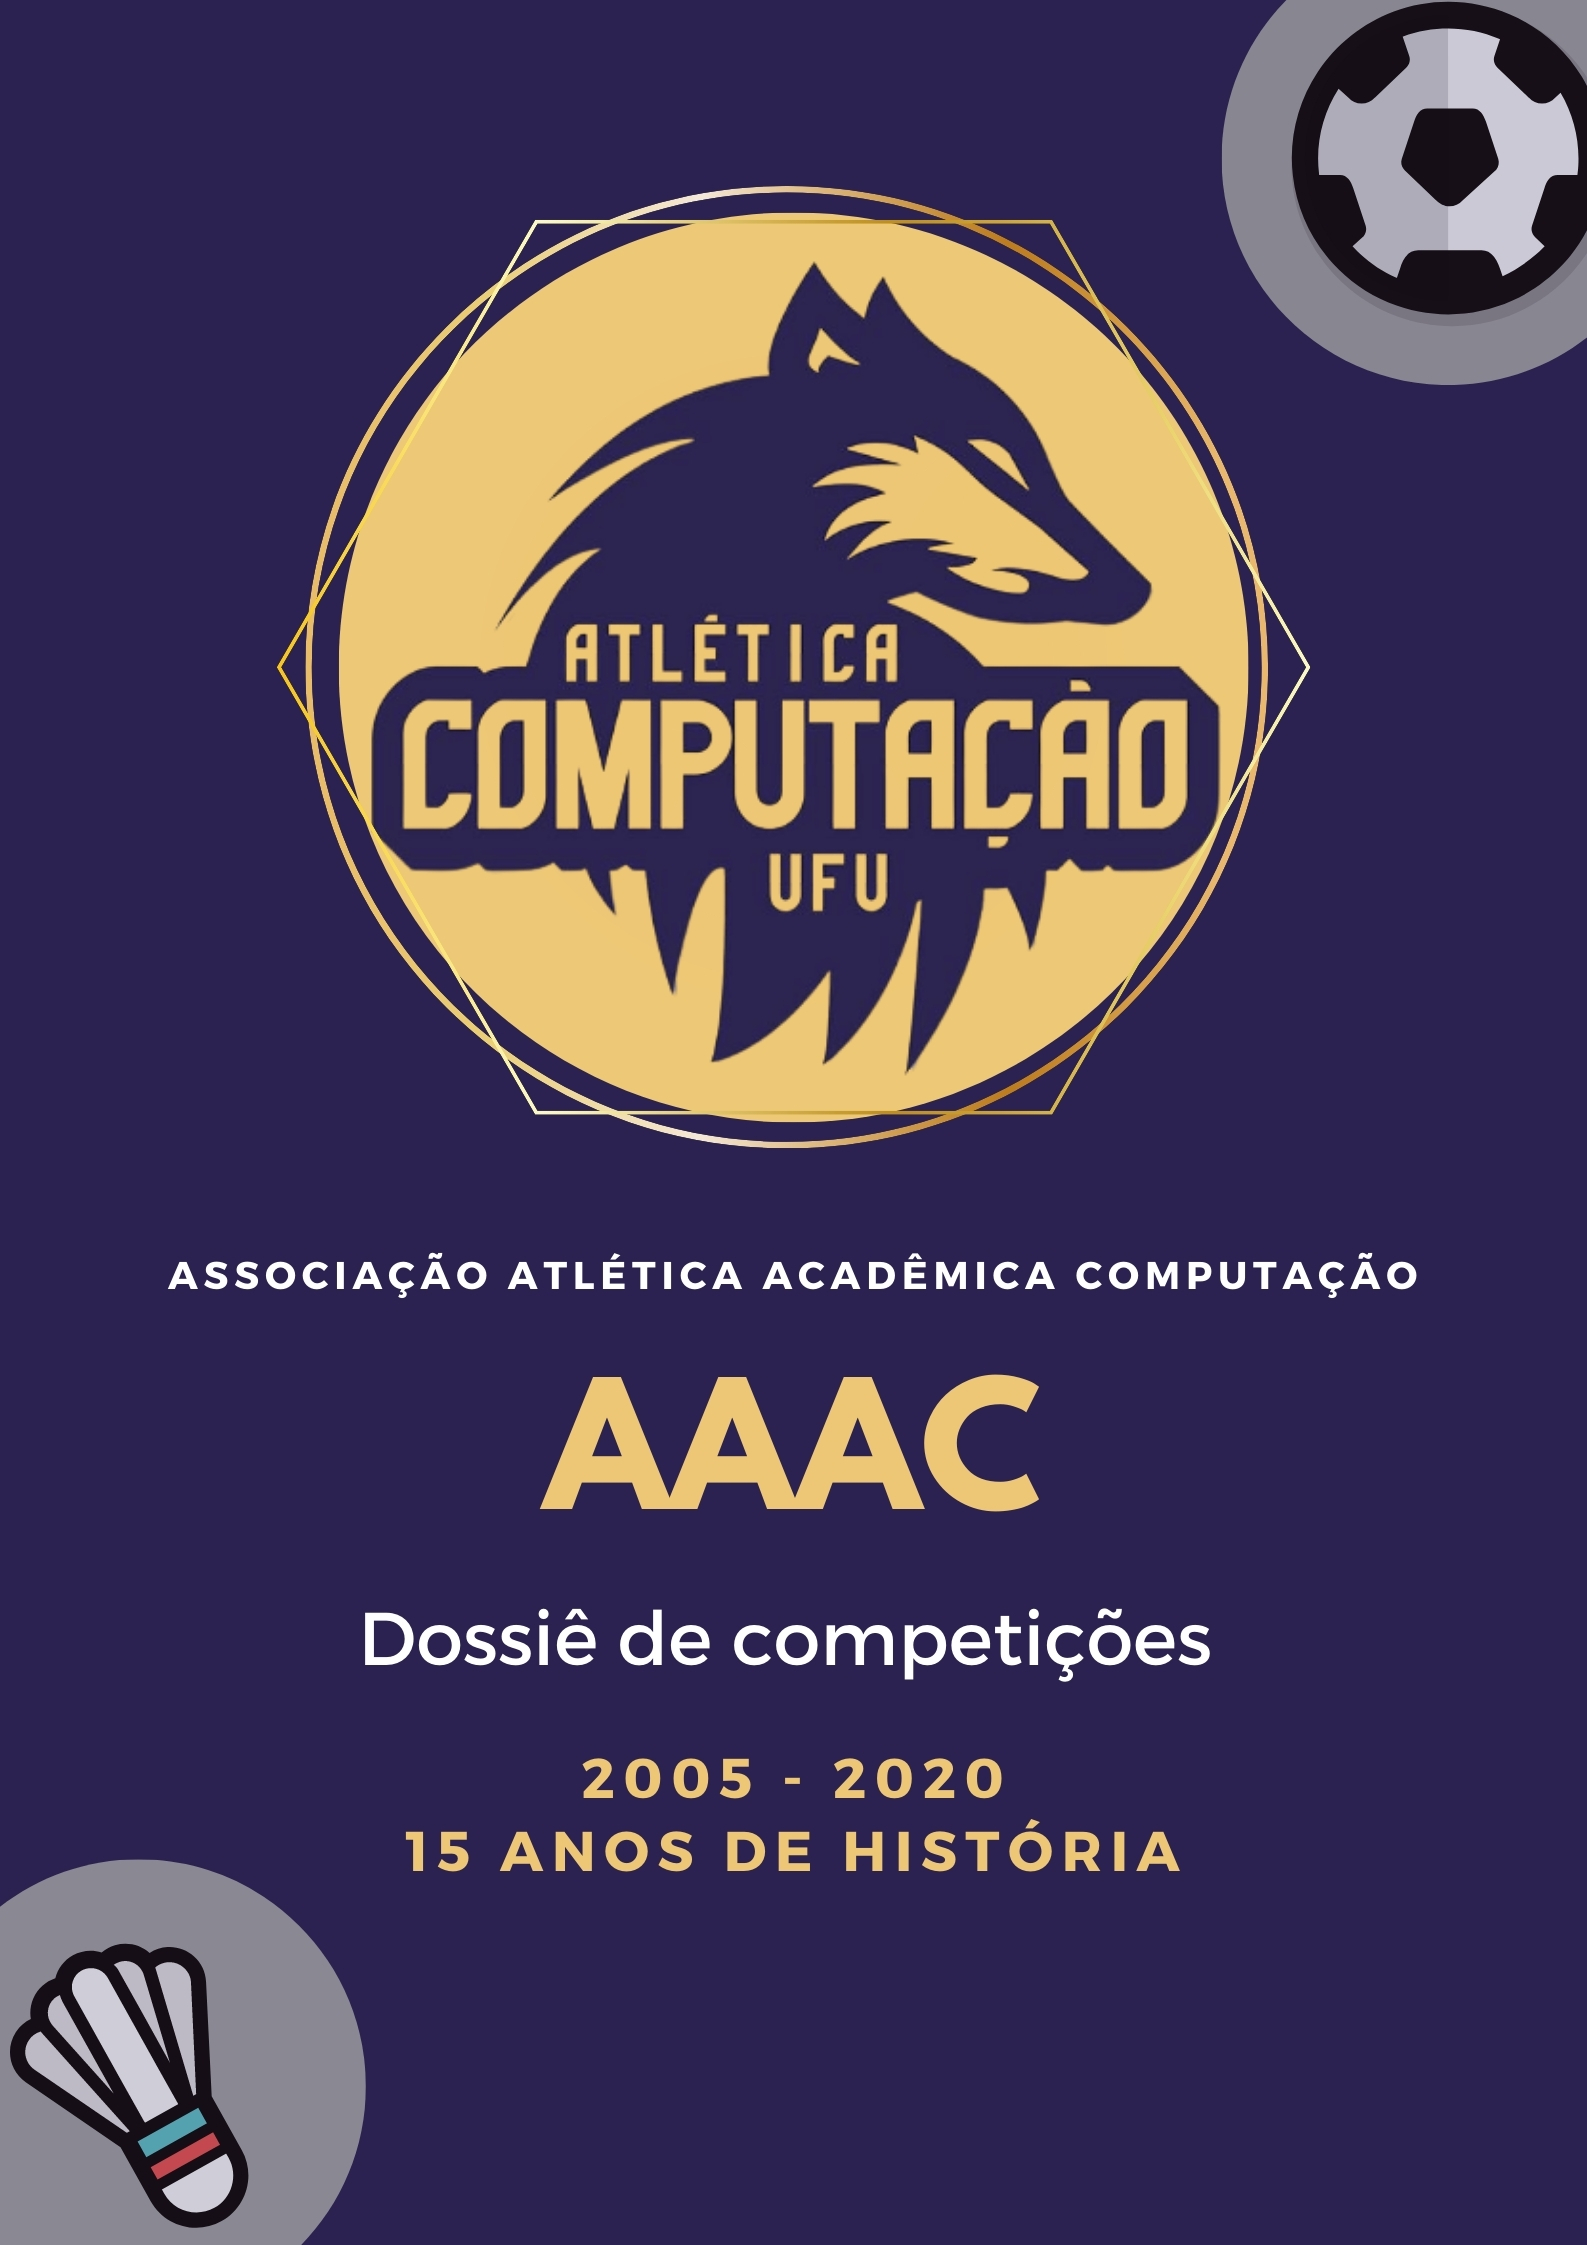 ATLÉTICA
COMPUTAÇÃO
UFU
ASSOCIAÇÃO ATLÉTICA ACADÊMICA COMPUTAÇÃO
AAAC
Dossiê de competições
2005 - 2020
15 ANOS DE HISTÓRIA